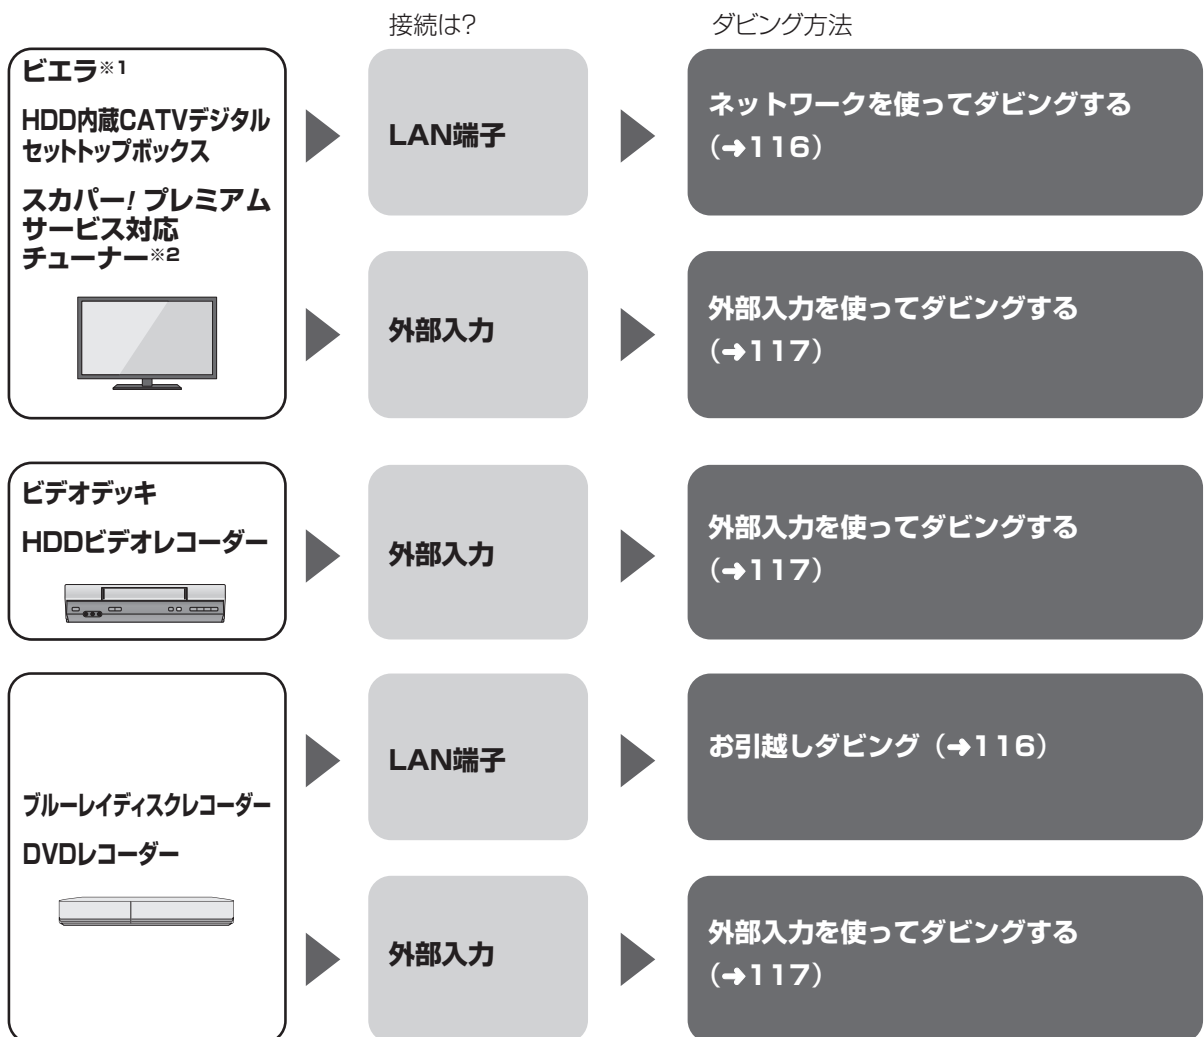 接続は?
ダビング方法
ビエラ※1
HDD内蔵CATVデジタル
セットトップボックス
スカパー! プレミアム
サービス対応
チューナー※2
LAN端子
ネットワークを使ってダビングする
(➜116)
外部入力
外部入力を使ってダビングする
(➜117)
ビデオデッキ
HDDビデオレコーダー
外部入力
外部入力を使ってダビングする
(➜117)
ブルーレイディスクレコーダー
DVDレコーダー
LAN端子
お引越しダビング(➜116)
外部入力
外部入力を使ってダビングする
(➜117)